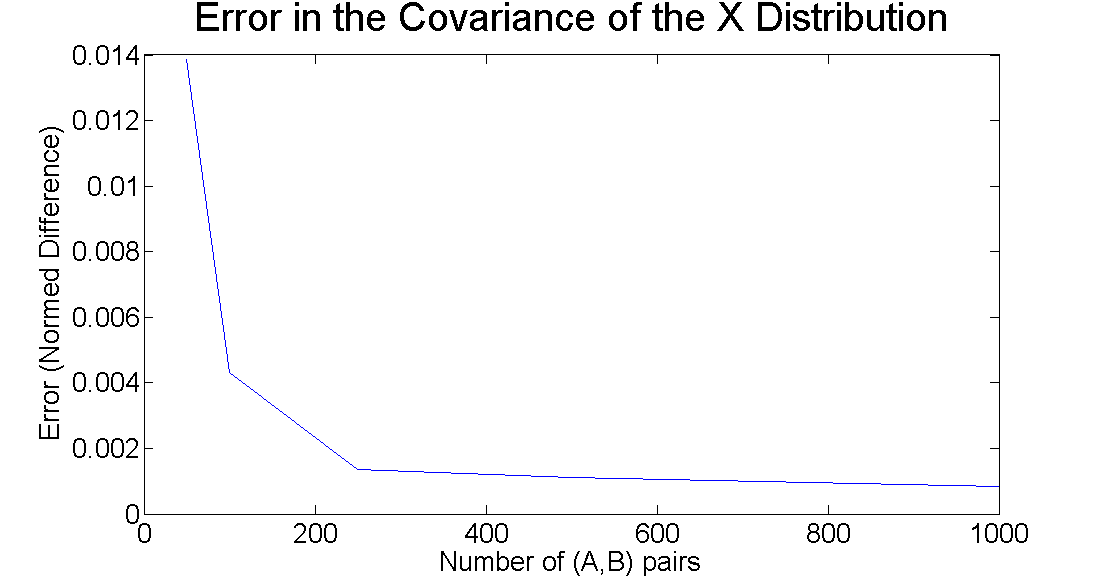 Error in the Covariance of the X Distribution
Error (Normed Difference)
0.014
0.012
0.01
0.008
0.006
0.004
0.002
0
0 200 400 600 800 1000
Number of (A,B) pairs